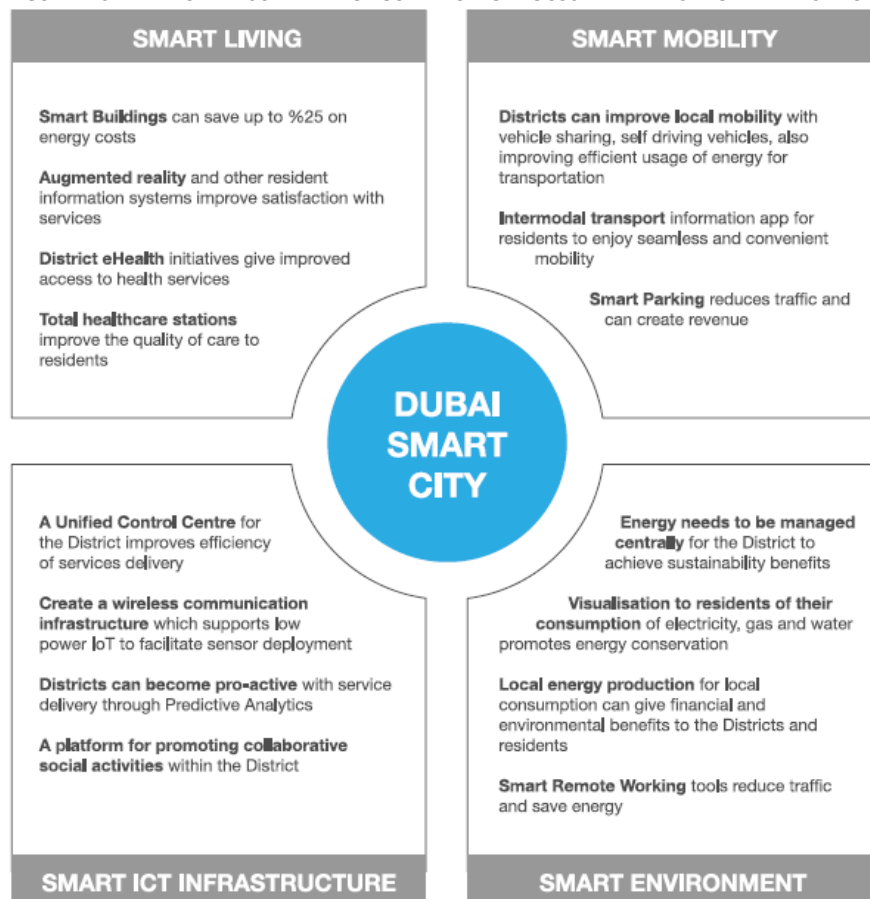 SMART LIVING
Smart Buildings can save up to %25 on
energy costs
Augmented reality and other resident
information systems improve satisfaction with
services
District eHealth initiatives give improved
access to health services
Total healthcare stations
improve the quality of care to
residents
SMART MOBILITY
Districts can improve local mobility with
vehicle sharing, self driving vehicles, also
improving efficient usage of energy for
transportation
Intermodal transport information app for
residents to enjoy seamless and convenient
mobility
Smart Parking reduces traffic and
can create revenue
DUBAI
SMART
CITY
A Unified Control Centre for
the District improves efficiency
of services delivery
Create a wireless communication
infrastructure which supports low
power IoT to facilitate sensor deployment
Districts can become pro-active with service
delivery through Predictive Analytics
A platform for promoting collaborative
social activities within the District
SMART ICT INFRASTRUCTURE
Energy needs to be managed
centrally for the District to
achieve sustainability benefits
Visualisation to residents of their
consumption of electricity, gas and water
promotes energy conservation
Local energy production for local
consumption can give financial and
environmental benefits to the Districts and
residents
Smart Remote Working tools reduce traffic
and save energy
SMART ENVIRONMENT